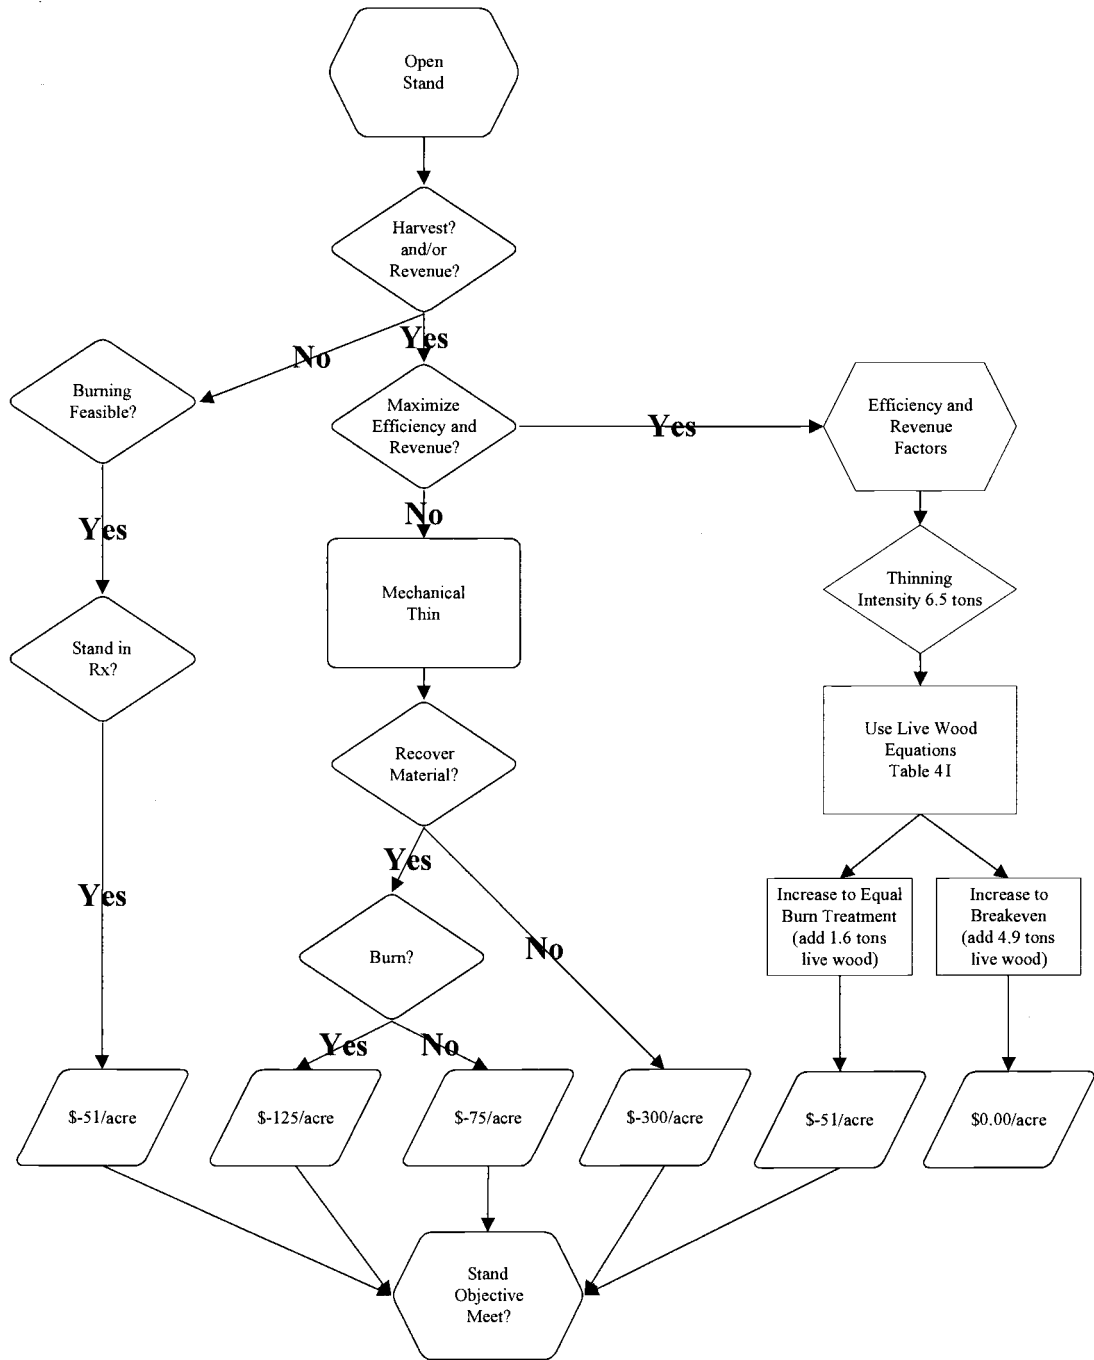 Open
Stand
Harvest?
and/or
Revenue?
Yes
No
Burning
Feasible?
Maximize
Efficiency and
Revenue?
Yes
Efficiency and
Revenue
Factors
Yes
No
Thinning
Intensity 6.5 tons
Mechanical
Thin
Stand in
Rx?
Recover
Material?
Use Live Wood
Equations
Table 4I
Yes
Yes
No
Increase to Equal
Burn Treatment
(add 1.6 tons
live wood)
Increase to
Breakeven
(add 4.9 tons
live wood)
Burn?
Yes
No
$-51/acre
$-125/acre
$-75/acre
$-300/acre
$-51/acre
$0.00/acre
Stand
Objective
Meet?